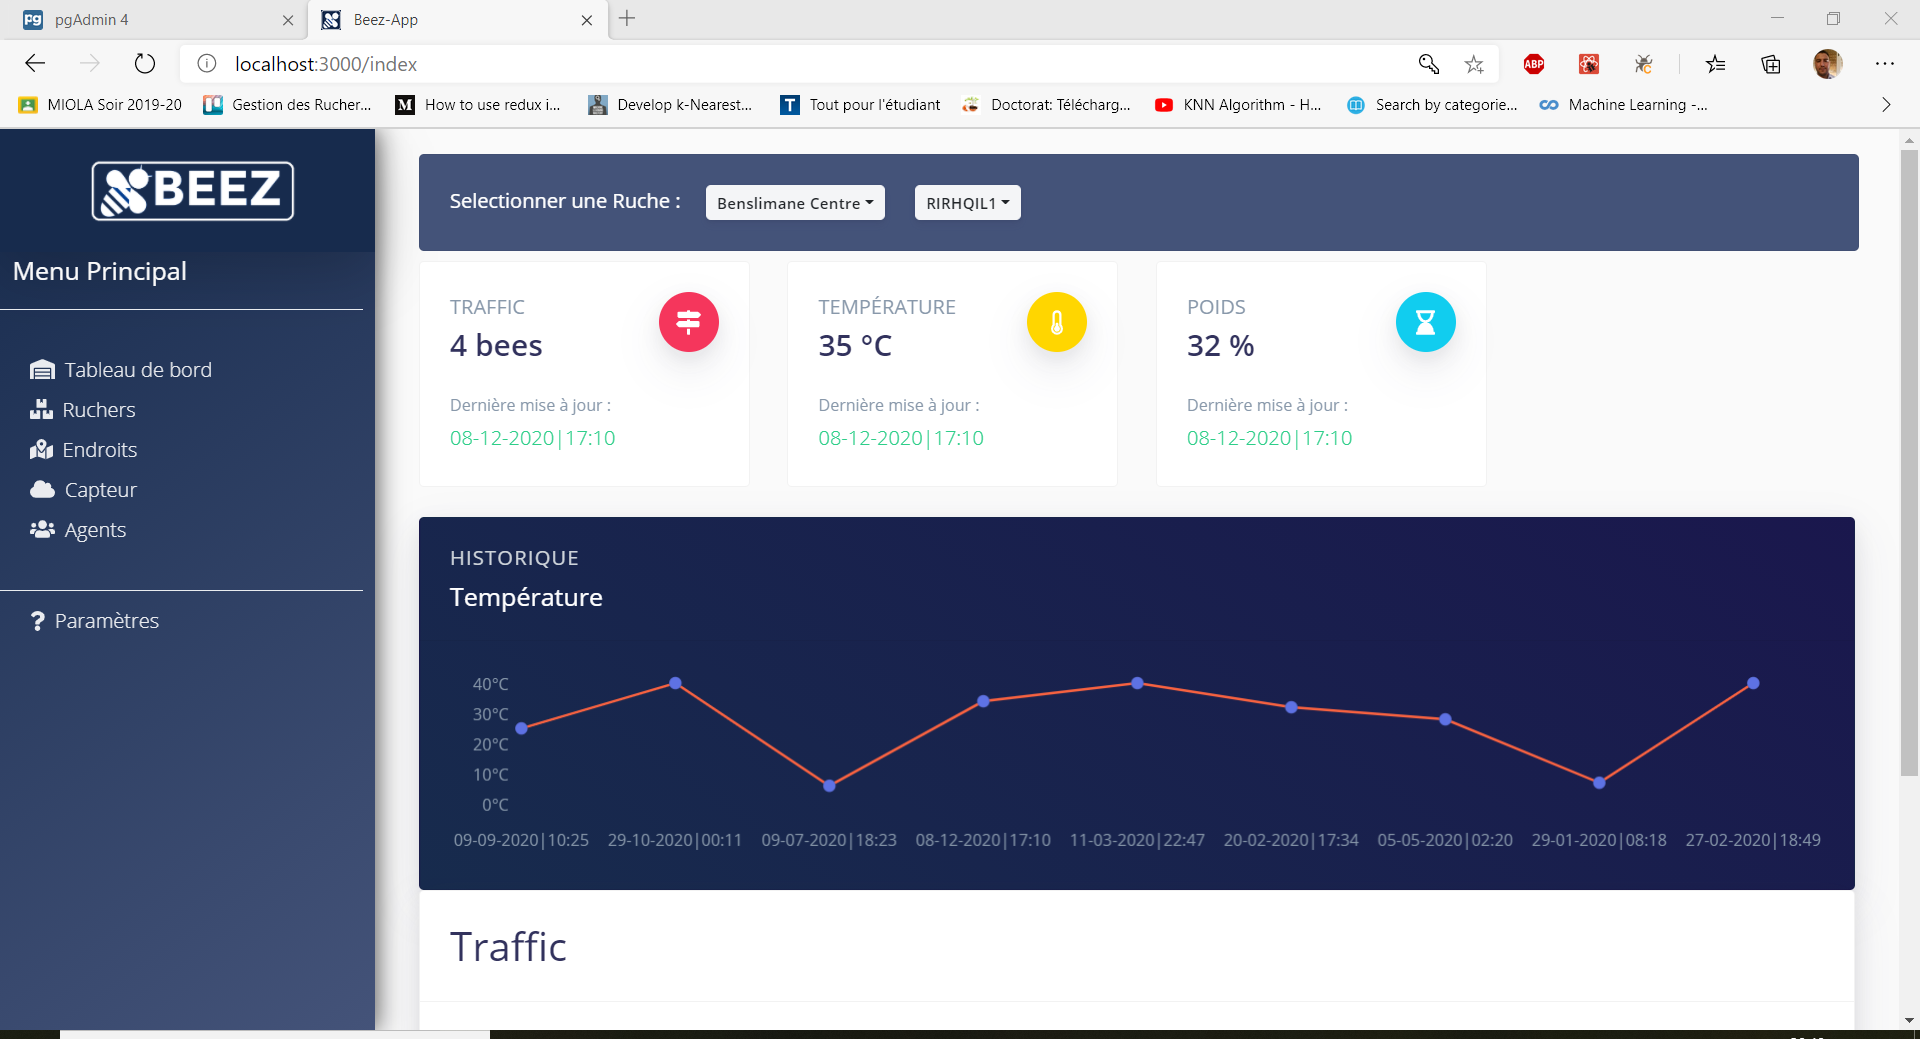 pgAdmin 4
Beez-App
localhost:3000/index
ABP
MIOLA Soir 2019-20
Gestion des Rucher...
How to use redux i...
Develop k-Nearest...
Tout pour l'étudiant
Doctorat: Télécharg...
KNN Algorithm - H...
Search by categorie...
Machine Learning -...
BEEZ
Menu Principal
Tableau de bord
Ruchers
Endroits
Capteur
Agents
Paramètres
Selectionner une Ruche :
Benslimane Centre
RIRHQIL1
TRAFFIC
4 bees
Dernière mise à jour :
08-12-2020|17:10
TEMPÉRATURE
35 °C
Dernière mise à jour :
08-12-2020|17:10
POIDS
32 %
Dernière mise à jour :
08-12-2020|17:10
HISTORIQUE
Température
40°C
30°C
20°C
10°C
0°C
09-09-2020|10:25
29-10-2020|00:11
09-07-2020|18:23
08-12-2020|17:10
11-03-2020|22:47
20-02-2020|17:34
05-05-2020|02:20
29-01-2020|08:18
27-02-2020|18:49
Traffic